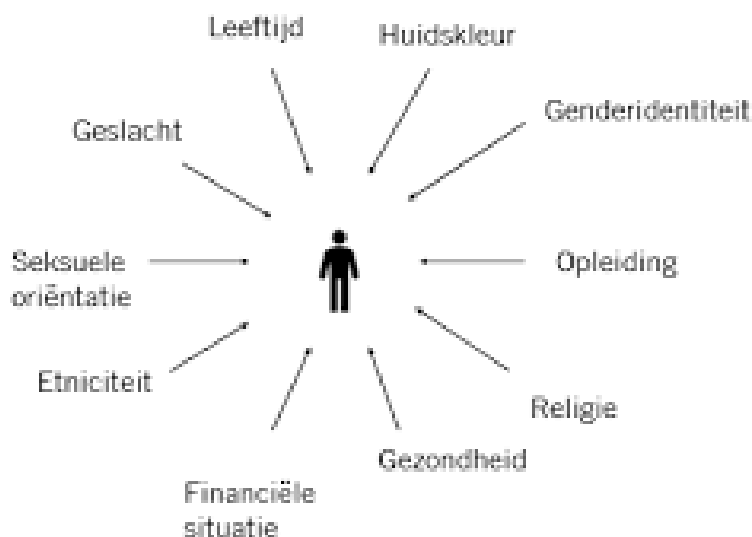 Leeftijd
Huidskleur
Genderidentiteit
Geslacht
Seksuele
oriëntatie
Opleiding
Etniciteit
Religie
Gezondheid
Financiële
situatie